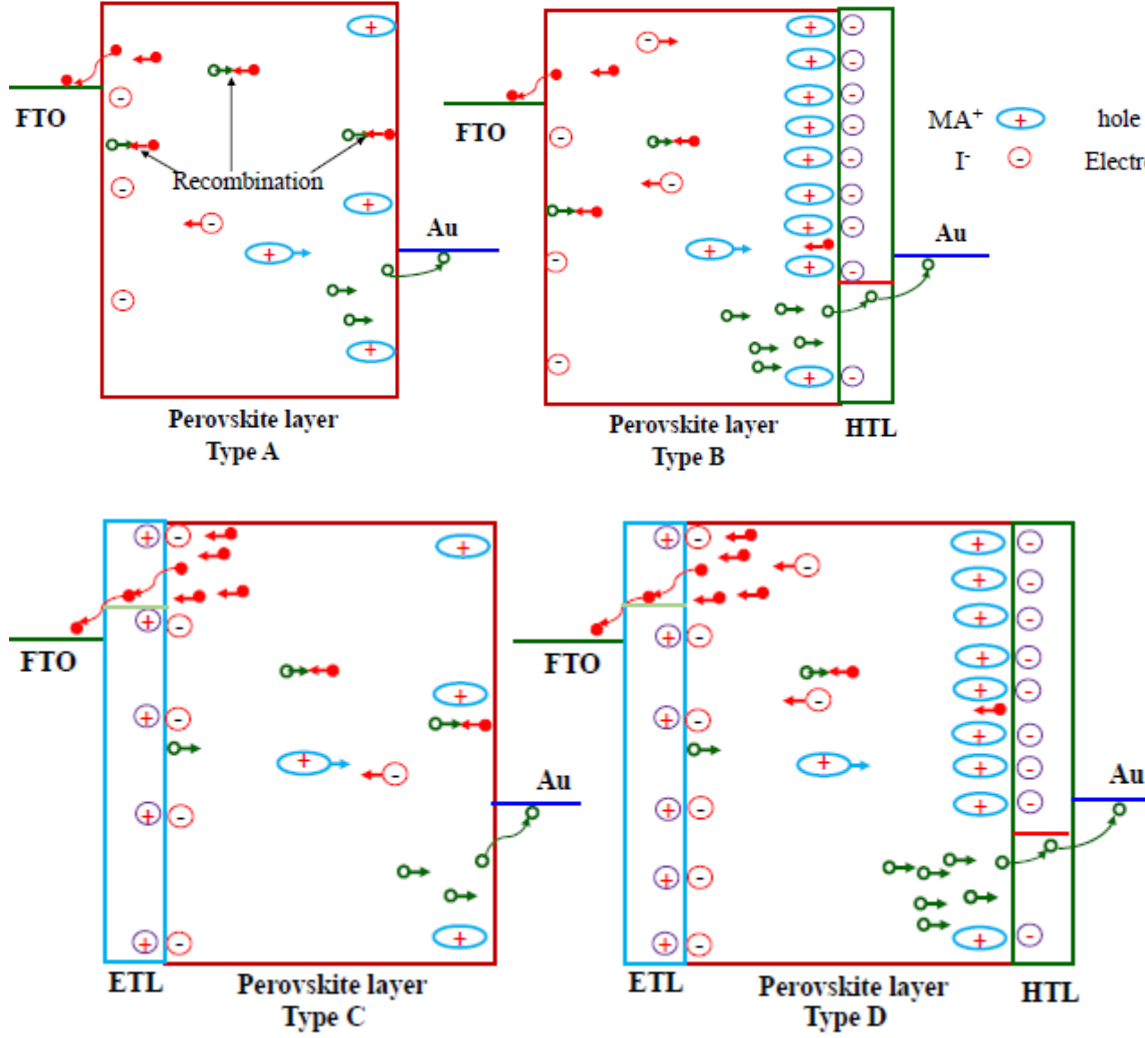 FTO
Recombination
Au
Perovskite layer
Type A
FTO
MA⁺
hole
I⁻
Au
Perovskite layer
Type B
HTL
FTO
Au
ETL
Perovskite layer
Type C
FTO
Au
ETL
Perovskite layer
Type D
HTL